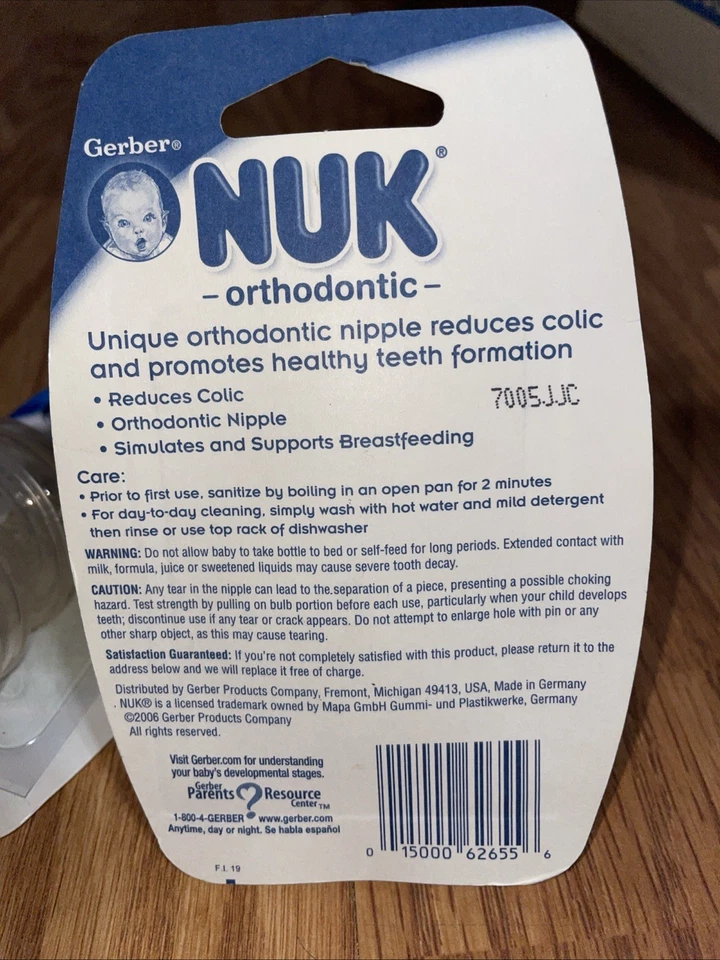 Gerber®
NUK®
– orthodontic –
Unique orthodontic nipple reduces colic
and promotes healthy teeth formation
• Reduces Colic
7005JJC
• Orthodontic Nipple
• Simulates and Supports Breastfeeding
Care:
• Prior to first use, sanitize by boiling in an open pan for 2 minutes
• For day-to-day cleaning, simply wash with hot water and mild detergent
then rinse or use top rack of dishwasher
WARNING: Do not allow baby to take bottle to bed or self-feed for long periods. Extended contact with
milk, formula, juice or sweetened liquids may cause severe tooth decay.
CAUTION: Any tear in the nipple can lead to the separation of a piece, presenting a possible choking
hazard. Test strength by pulling on bulb portion before each use, particularly when your child develops
teeth; discontinue use if any tear or crack appears. Do not attempt to enlarge hole with pin or any
other sharp object, as this may cause tearing.
Satisfaction Guaranteed: If you're not completely satisfied with this product, please return it to the
address below and we will replace it free of charge.
Distributed by Gerber Products Company, Fremont, Michigan 49413, USA, Made in Germany
. NUK® is a licensed trademark owned by Mapa GmbH Gummi- und Plastikwerke, Germany
©2006 Gerber Products Company
All rights reserved.
Visit Gerber.com for understanding
your baby's developmental stages.
Gerber
Parents Resource
Center TM
1-800-4-GERBER • www.gerber.com
Anytime, day or night. Se habla español
0 15000 62655 6
F.I. 19